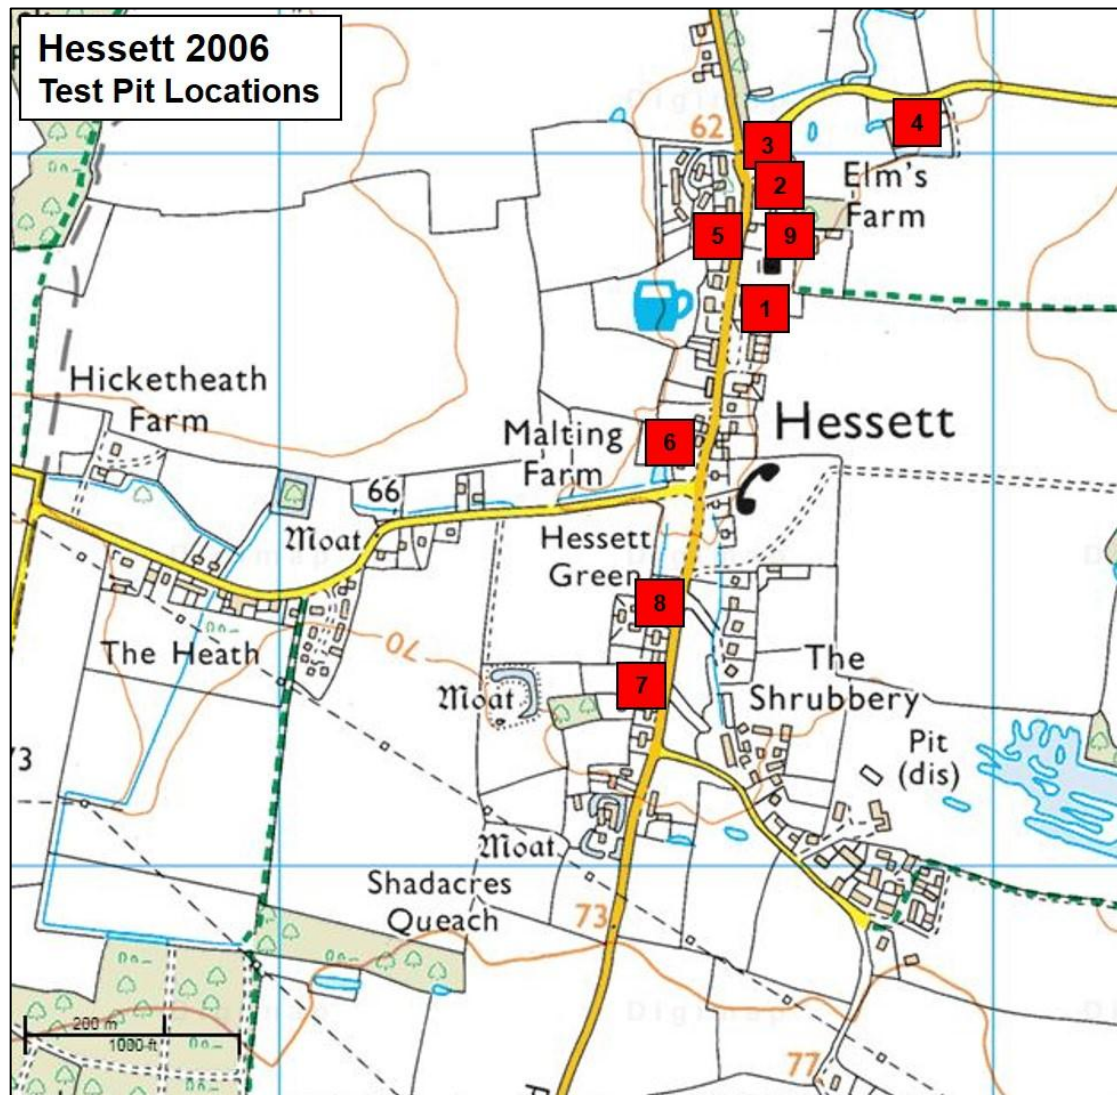 Hessett 2006
Test Pit Locations
62
4
3
2
Elm's
Farm
5
9
1
Hicketheath
Farm
Malting
Farm
6
Hessett
66
Moat
Hessett
Green
8
The Heath
70
The
Shrubbery
Moat
7
Pit
(dis)
73
Moat
Shadacres
Queach
73
200 m
1000-ft
77
Digimap